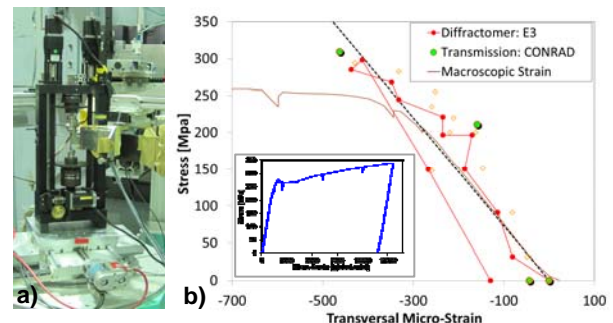 a)
b)
Stress [Mpa]
350
300
250
200
150
100
50
0
Diffractomer: E3
Transmission: CONRAD
Macroscopic Strain
-700
-500
-300
-100
100
Transversal Micro-Strain